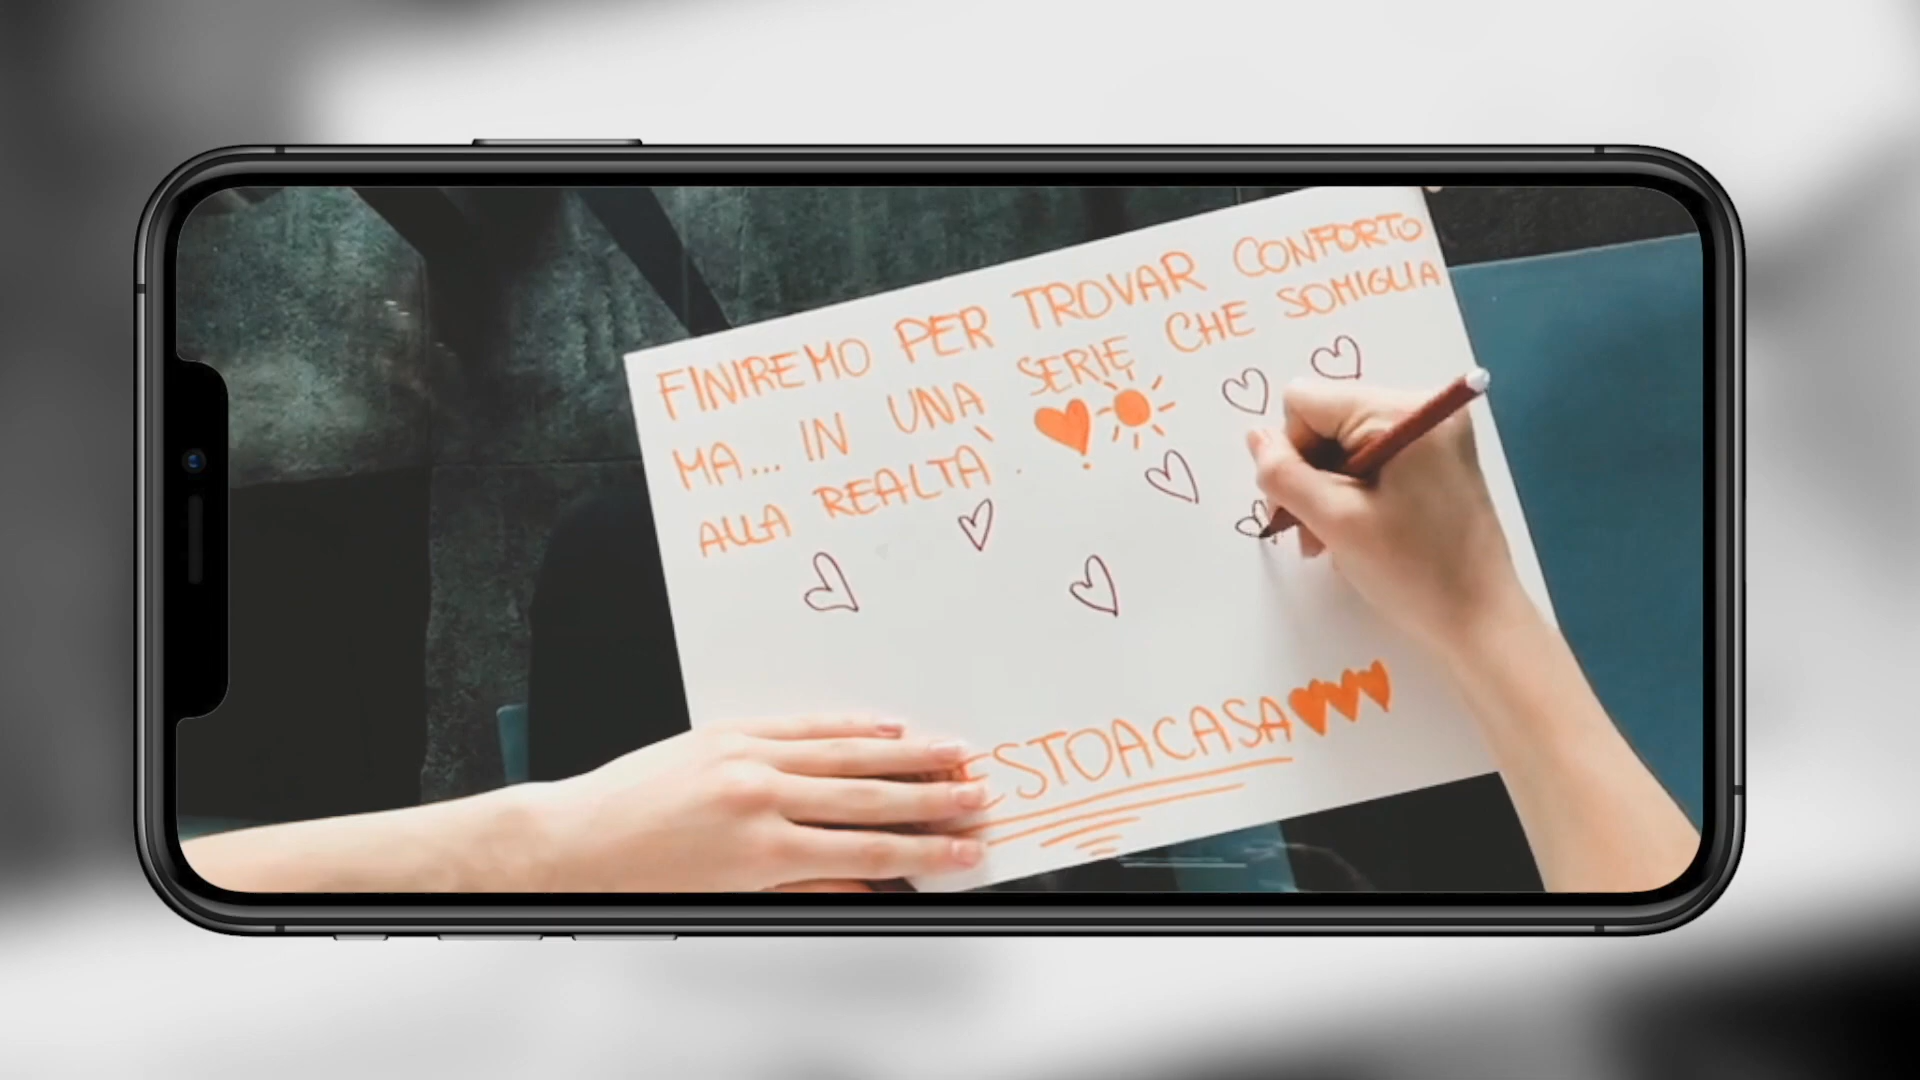 FINIREMO PER TROVAR CONFORTO
MA... IN UNA SERIE CHE SOMIGLIA
ALLA REALTÀ.
ESTOACASA